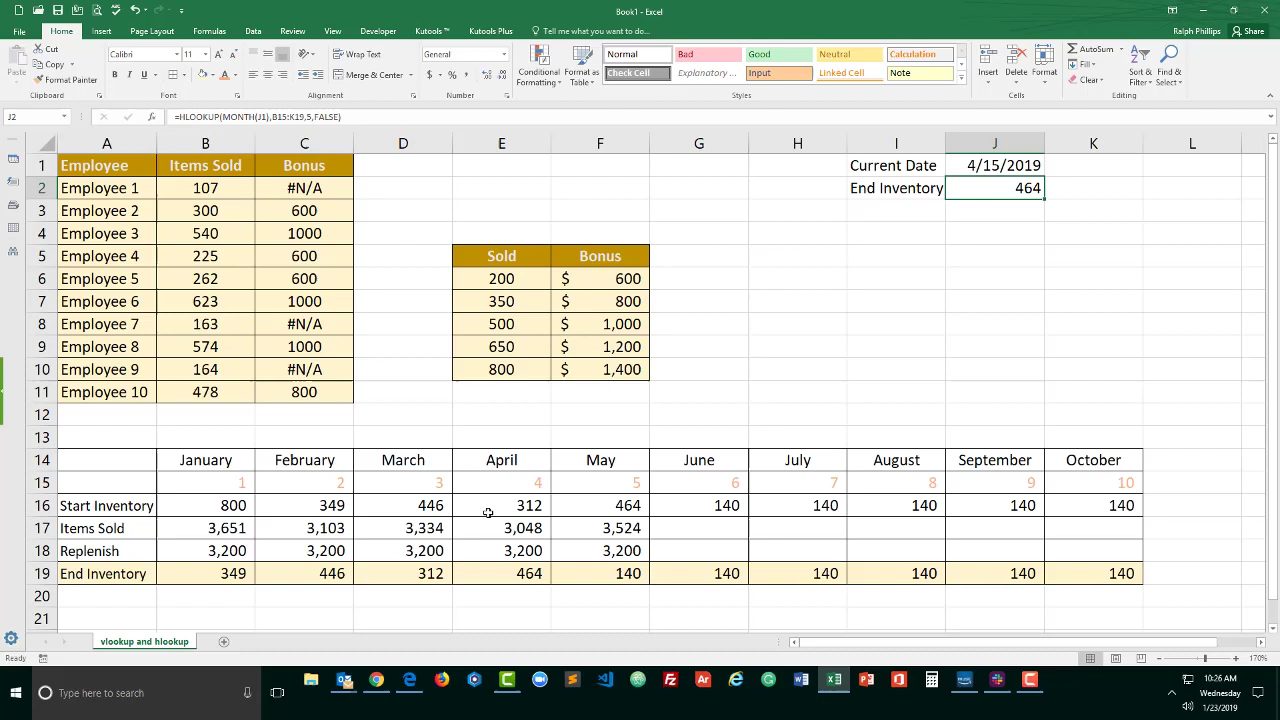 Book1 - Excel
File Home Insert Page Layout Formulas Data Review View Developer Kutools ™ Kutools Plus Tell me what you want to do... Ralph Phillips Share
Cut Calibri 11 Wrap Text General Normal Bad Good Neutral Calculation AutoSum
Copy Conditional Format as Check Cell Explanatory ... Input Linked Cell Note Insert Delete Format Fill Sort & Find &
Paste Format Painter Merge & Center Formatting Table Clear Filter Select
Clipboard Font Alignment Number Styles Cells Editing
J2 =HLOOKUP(MONTH(J1),B15:K19,5,FALSE)
A B C D E F G H I J K L
1 Employee Items Sold Bonus Current Date 4/15/2019
2 Employee 1 107 #N/A End Inventory 464
3 Employee 2 300 600
4 Employee 3 540 1000
5 Employee 4 225 600 Sold Bonus
6 Employee 5 262 600 200 $ 600
7 Employee 6 623 1000 350 $ 800
8 Employee 7 163 #N/A 500 $ 1,000
9 Employee 8 574 1000 650 $ 1,200
10 Employee 9 164 #N/A 800 $ 1,400
11 Employee 10 478 800
12
13
14 January February March April May June July August September October
15 1 2 3 4 5 6 7 8 9 10
16 Start Inventory 800 349 446 312 464 140 140 140 140 140
17 Items Sold 3,651 3,103 3,334 3,048 3,524
18 Replenish 3,200 3,200 3,200 3,200 3,200
19 End Inventory 349 446 312 464 140 140 140 140 140 140
20
21
vlookup and hlookup
Ready 170%
Type here to search
10:26 AM
Wednesday
1/23/2019